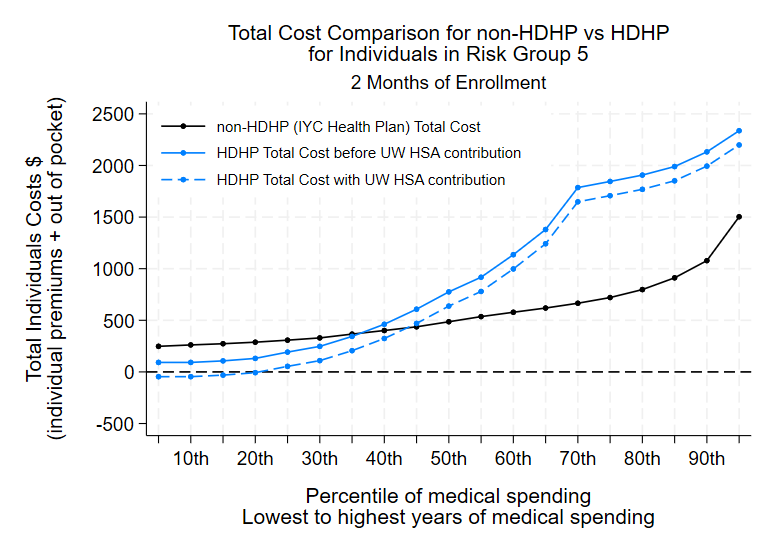 Total Cost Comparison for non-HDHP vs HDHP
for Individuals in Risk Group 5
2 Months of Enrollment
Total Individuals Costs $
(individual premiums + out of pocket)
2500
2000
1500
1000
500
0
-500
non-HDHP (IYC Health Plan) Total Cost
HDHP Total Cost before UW HSA contribution
HDHP Total Cost with UW HSA contribution
10th 20th 30th 40th 50th 60th 70th 80th 90th
Percentile of medical spending
Lowest to highest years of medical spending